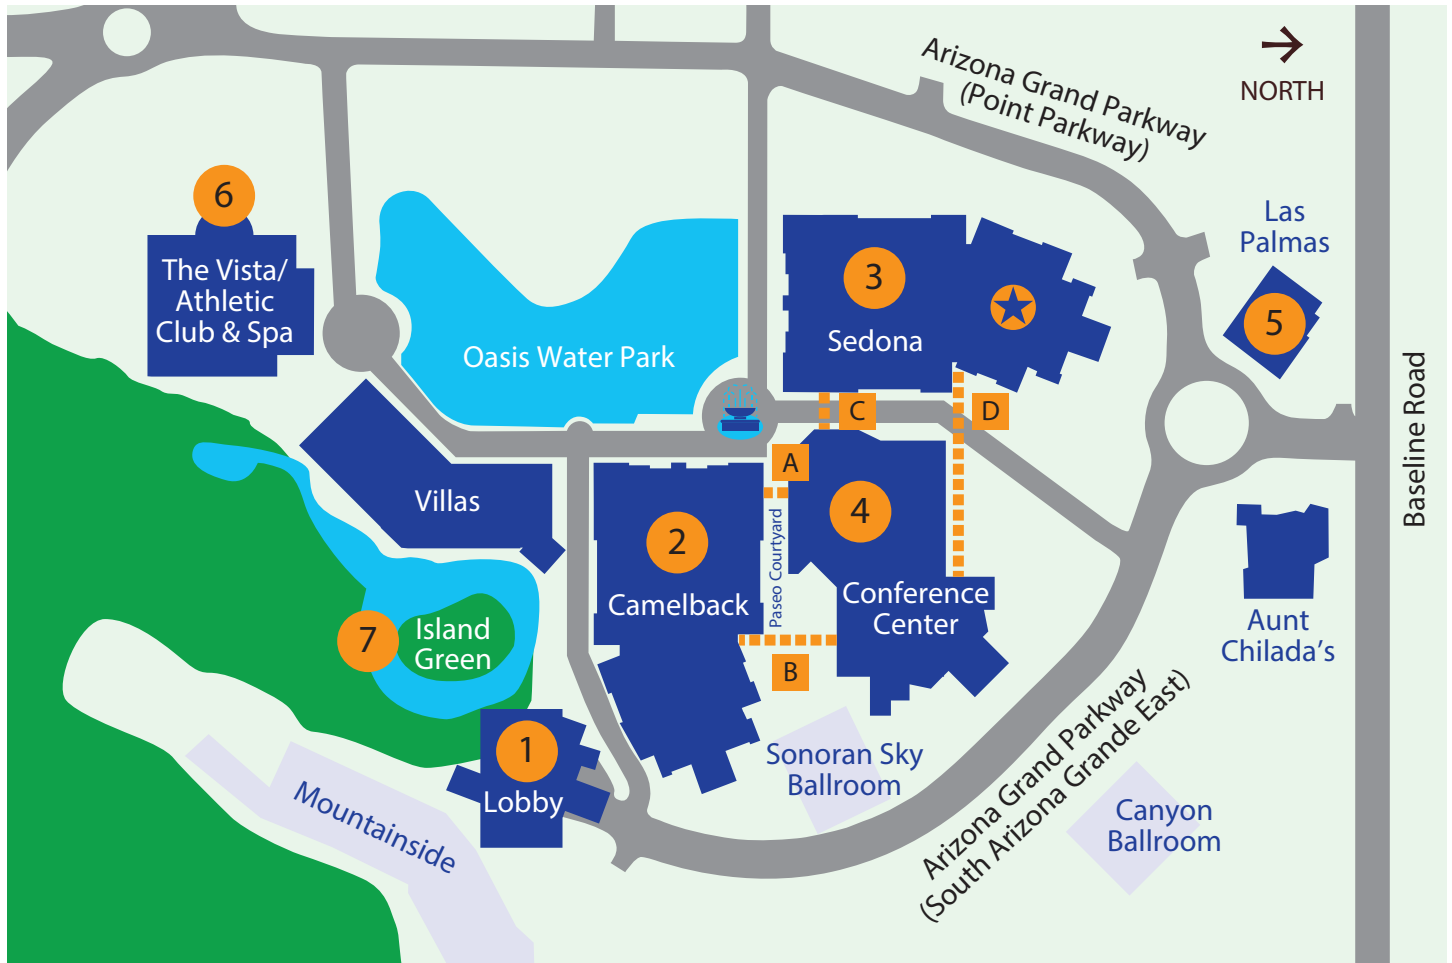 NORTH
Arizona Grand Parkway
(Point Parkway)
6
The Vista/
Athletic
Club & Spa
Las
Palmas
5
3
Sedona
Oasis Water Park
C
D
A
B
Villas
2
Camelback
Paseo Courtyard
4
Conference
Center
Baseline Road
Aunt
Chilada's
7
Island
Green
1
Lobby
Mountainside
Sonoran Sky
Ballroom
Arizona Grand Parkway
(South Arizona Grande East)
Canyon
Ballroom